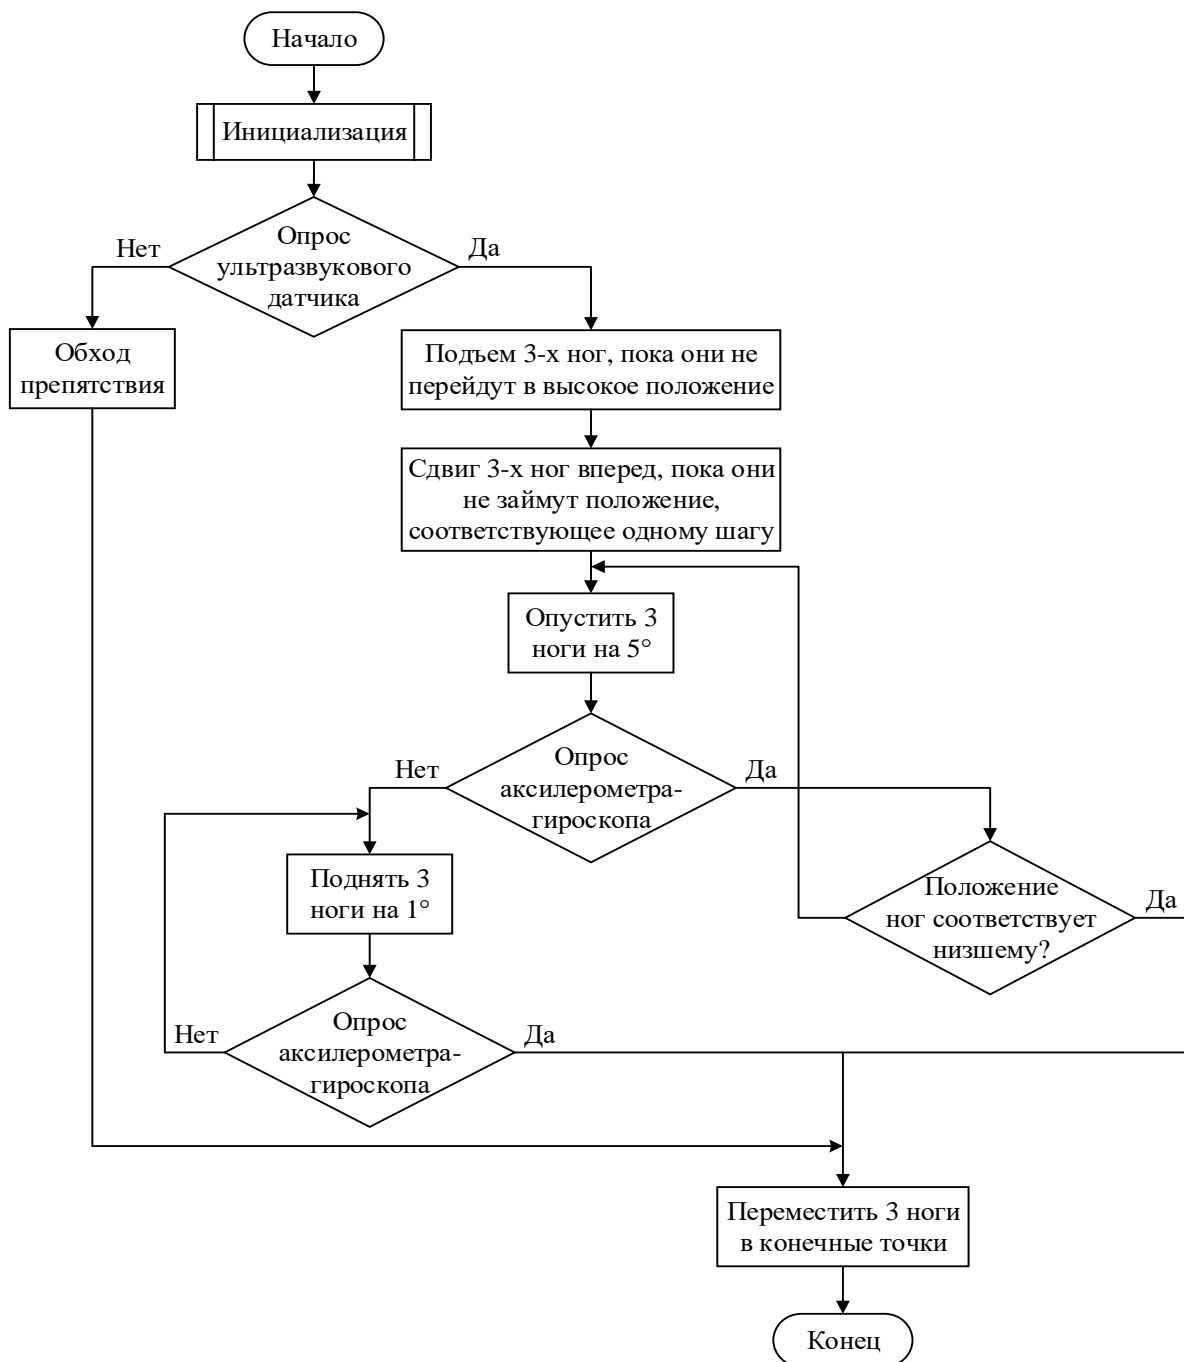 Начало
Инициализация
Опрос
ультразвукового
датчика
Нет
Да
Обход
препятствия
Подъем 3-х ног, пока они не
перейдут в высокое положение
Сдвиг 3-х ног вперед, пока они
не займут положение,
соответствующее одному шагу
Опустить 3
ноги на 5°
Опрос
аксилерометра-
гироскопа
Нет
Да
Поднять 3
ноги на 1°
Положение
ног соответствует
низшему?
Да
Опрос
аксилерометра-
гироскопа
Нет
Да
Переместить 3 ноги
в конечные точки
Конец